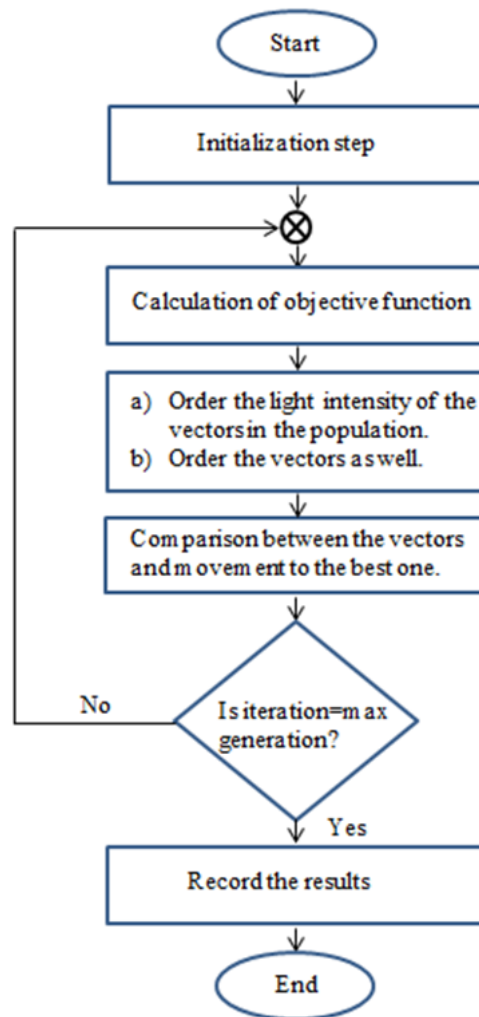 Start
Initialization step
Calculation of objective function
a) Order the light intensity of the
vectors in the population.
b) Order the vectors as well.
Comparison between the vectors
and movement to the best one.
No
Is iteration=max
generation?
Yes
Record the results
End